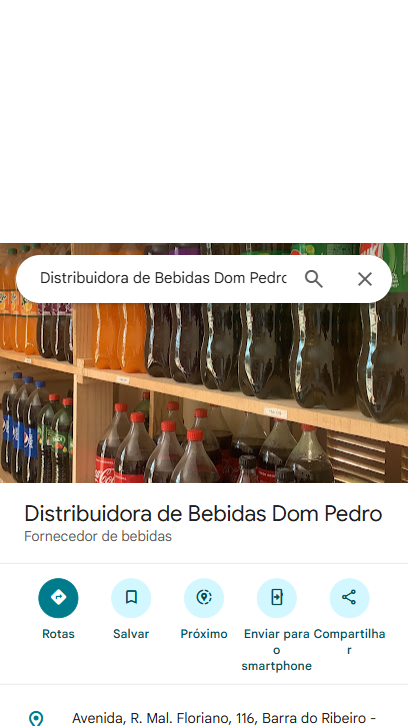 Distribuidora de Bebidas Dom Pedro
Distribuidora de Bebidas Dom Pedro
Fornecedor de bebidas
Rotas
Salvar
Próximo
Enviar para o smartphone
Compartilhar
Avenida, R. Mal. Floriano, 116, Barra do Ribeiro -